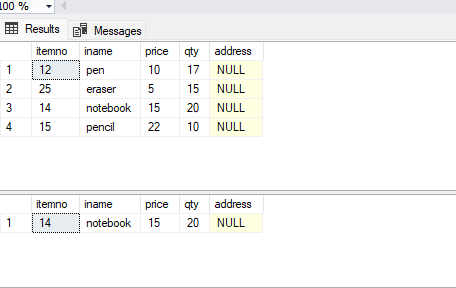 100 %
Results Messages
itemno iname price qty address
1 12 pen 10 17 NULL
2 25 eraser 5 15 NULL
3 14 notebook 15 20 NULL
4 15 pencil 22 10 NULL
itemno iname price qty address
1 14 notebook 15 20 NULL